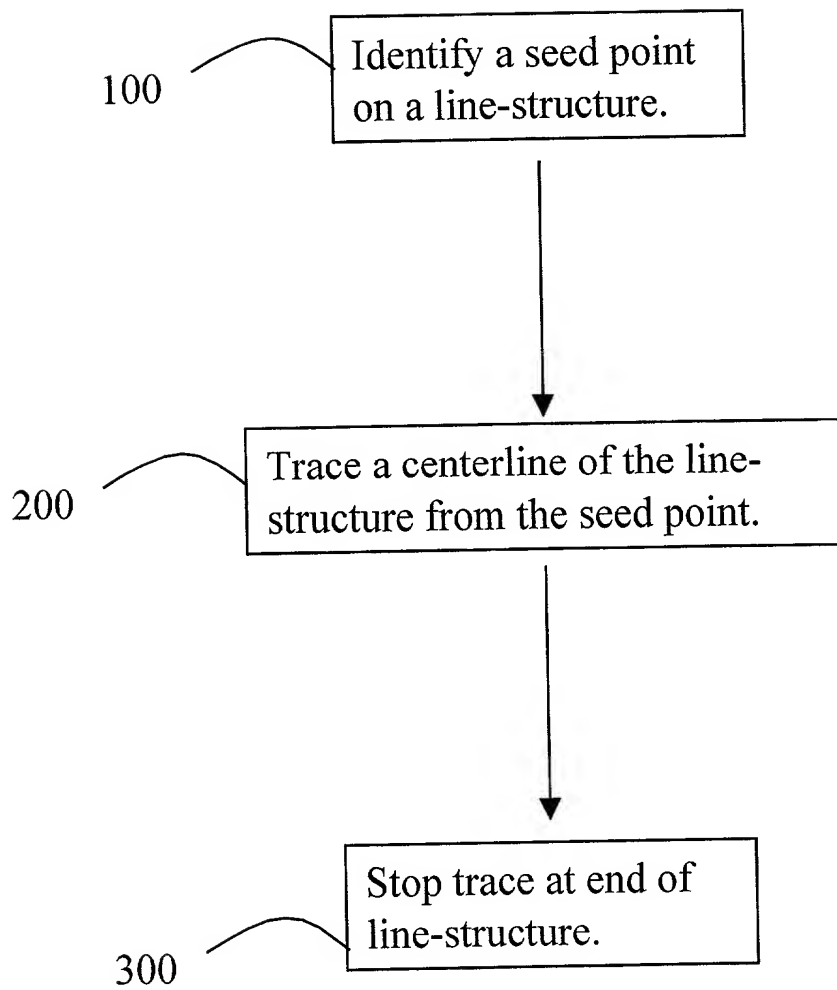 100
Identify a seed point
on a line-structure.
200
Trace a centerline of the line-
structure from the seed point.
300
Stop trace at end of
line-structure.